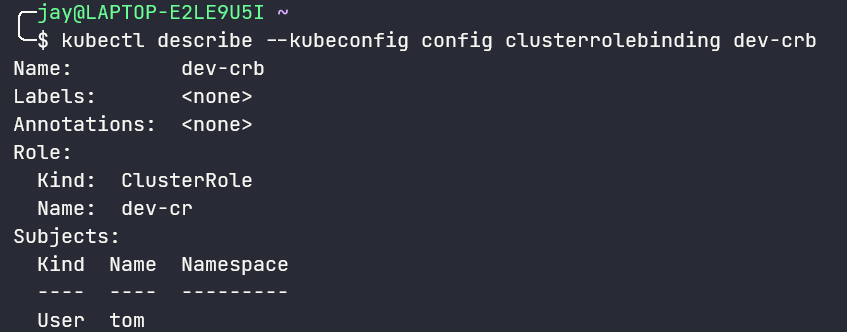 jay@LAPTOP-E2LE9U5I ~
$ kubectl describe --kubeconfig config clusterrolebinding dev-crb
Name:         dev-crb
Labels:       <none>
Annotations:  <none>
Role:
  Kind:  ClusterRole
  Name:  dev-cr
Subjects:
  Kind  Name  Namespace
  ----  ----  ---------
  User  tom